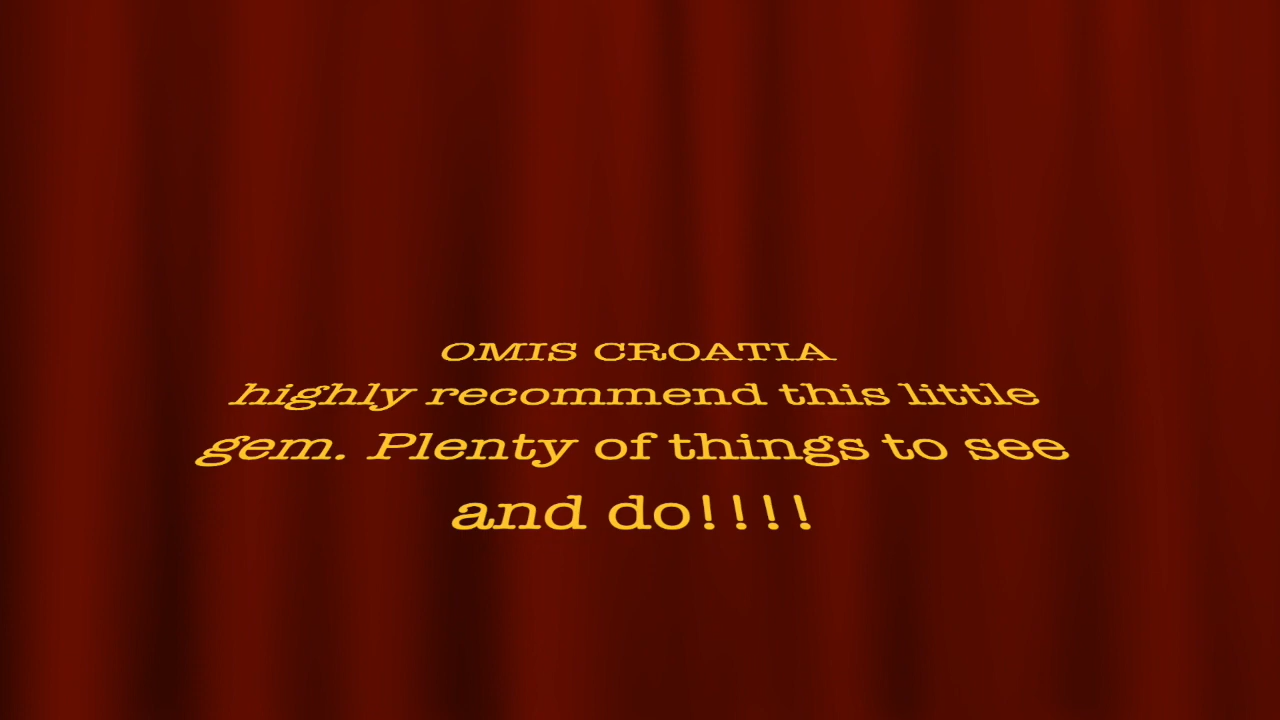 OMIS CROATIA
highly recommend this little
gem. Plenty of things to see
and do!!!!